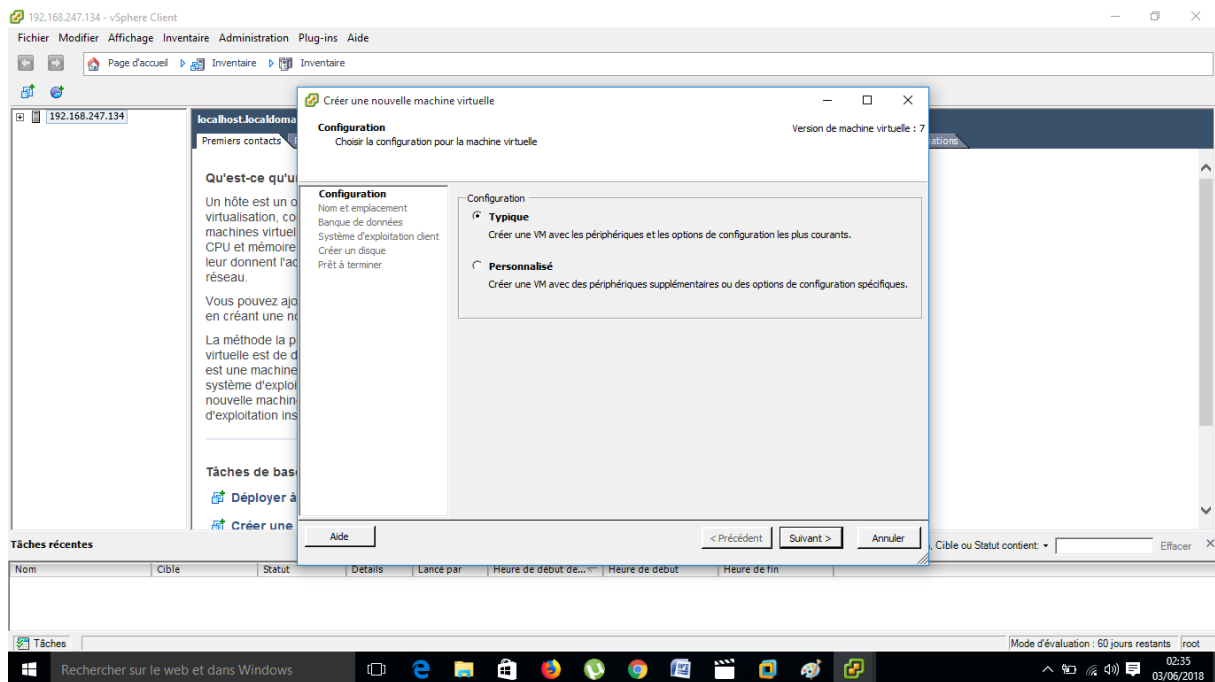 192.168.247.134 - vSphere Client
Fichier Modifier Affichage Inventaire Administration Plug-ins Aide
Page d'accueil Inventaire Inventaire
192.168.247.134
localhost.localdoma
Premiers contacts
ations
Qu'est-ce qu'u
Un hôte est un o
virtualisation, co
machines virtuel
CPU et mémoire
leur donnent l'ac
réseau.
Vous pouvez ajo
en créant une no
La méthode la p
virtuelle est de d
est une machine
système d'exploi
nouvelle machin
d'exploitation ins
Tâches de bas
Déployer à
Créer une
Créer une nouvelle machine virtuelle
Configuration
Choisir la configuration pour la machine virtuelle
Version de machine virtuelle : 7
Configuration
Nom et emplacement
Banque de données
Système d'exploitation client
Créer un disque
Prêt à terminer
Configuration
Typique
Créer une VM avec les périphériques et les options de configuration les plus courants.
Personnalisé
Créer une VM avec des périphériques supplémentaires ou des options de configuration spécifiques.
Aide
< Précédent Suivant > Annuler
Tâches récentes
, Cible ou Statut contient: Effacer
Nom Cible Statut Détails Lancé par Heure de début de... Heure de début Heure de fin
Tâches
Mode d'évaluation : 60 jours restants root
Rechercher sur le web et dans Windows
02:35
03/06/2018